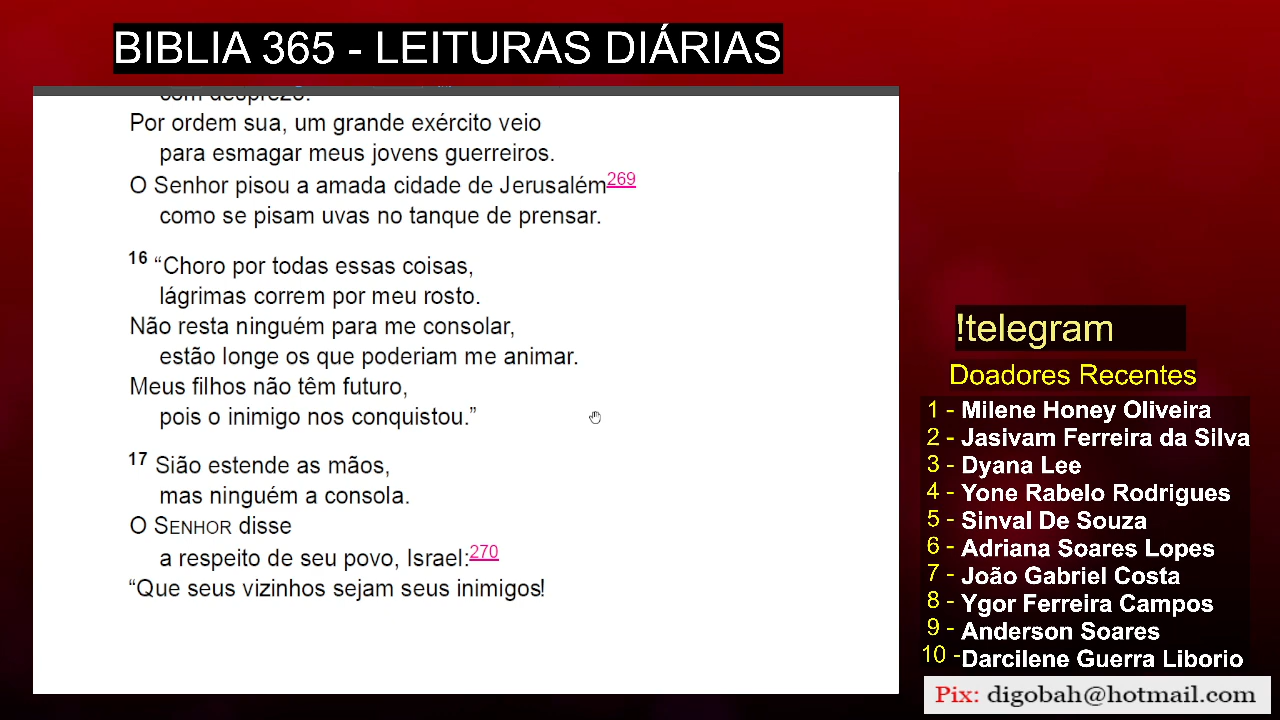 BIBLIA 365 - LEITURAS DIÁRIAS
com desprezo.
Por ordem sua, um grande exército veio
para esmagar meus jovens guerreiros.
O Senhor pisou a amada cidade de Jerusalém269
como se pisam uvas no tanque de prensar.
16 “Choro por todas essas coisas,
lágrimas correm por meu rosto.
Não resta ninguém para me consolar,
estão longe os que poderiam me animar.
Meus filhos não têm futuro,
pois o inimigo nos conquistou.”
17 Sião estende as mãos,
mas ninguém a consola.
O SENHOR disse
a respeito de seu povo, Israel:270
“Que seus vizinhos sejam seus inimigos!
!telegram
Doadores Recentes
1 - Milene Honey Oliveira
2 - Jasivam Ferreira da Silva
3 - Dyana Lee
4 - Yone Rabelo Rodrigues
5 - Sinval De Souza
6 - Adriana Soares Lopes
7 - João Gabriel Costa
8 - Ygor Ferreira Campos
9 - Anderson Soares
10 -Darcilene Guerra Liborio
Pix: digobah@hotmail.com